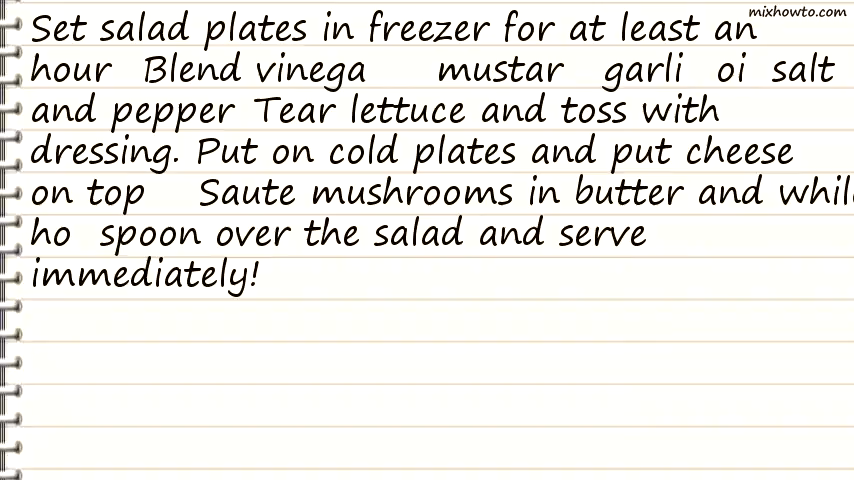 mixhowto.com
Set salad plates in freezer for at least an
hour Blend vinega mustar garli oi salt
and pepper Tear lettuce and toss with
dressing. Put on cold plates and put cheese
on top Saute mushrooms in butter and whil
ho spoon over the salad and serve
immediately!